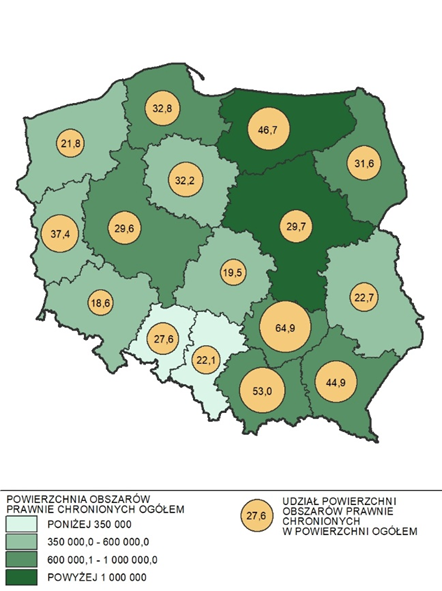 32,8
46,7
21,8
31,6
32,2
37,4
29,6
29,7
19,5
22,7
18,6
27,6
22,1
64,9
53,0
44,9
POWIERZCHNIA OBSZARÓW
PRAWNIE CHRONIONYCH OGÓŁEM
PONIŻEJ 350 000
350 000,0 - 600 000,0
600 000,1 - 1 000 000,0
POWYŻEJ 1 000 000
27,6
UDZIAŁ POWIERZCHNI
OBSZARÓW PRAWNIE
CHRONIONYCH
W POWIERZCHNI OGÓŁEM